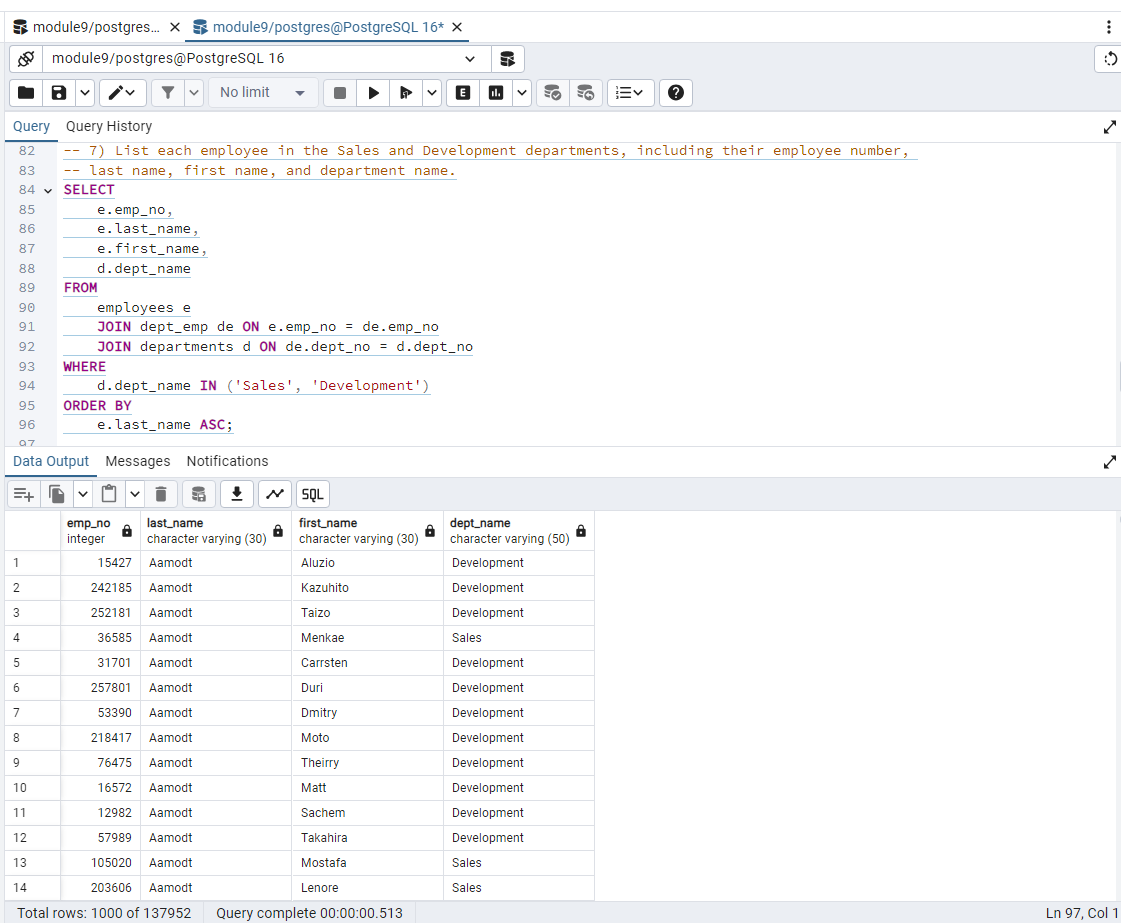 module9/postgres... module9/postgres@PostgreSQL 16*
module9/postgres@PostgreSQL 16
No limit
E
Query Query History
82 -- 7) List each employee in the Sales and Development departments, including their employee number,
83 -- last name, first name, and department name.
84 SELECT
85 e.emp_no,
86 e.last_name,
87 e.first_name,
88 d.dept_name
89 FROM
90 employees e
91 JOIN dept_emp de ON e.emp_no = de.emp_no
92 JOIN departments d ON de.dept_no = d.dept_no
93 WHERE
94 d.dept_name IN ('Sales', 'Development')
95 ORDER BY
96 e.last_name ASC;
97
Data Output Messages Notifications
SQL
emp_no last_name first_name dept_name
integer character varying (30) character varying (30) character varying (50)
1 15427 Aamodt Aluzio Development
2 242185 Aamodt Kazuhito Development
3 252181 Aamodt Taizo Development
4 36585 Aamodt Menkae Sales
5 31701 Aamodt Carrsten Development
6 257801 Aamodt Duri Development
7 53390 Aamodt Dmitry Development
8 218417 Aamodt Moto Development
9 76475 Aamodt Theirry Development
10 16572 Aamodt Matt Development
11 12982 Aamodt Sachem Development
12 57989 Aamodt Takahira Development
13 105020 Aamodt Mostafa Sales
14 203606 Aamodt Lenore Sales
Total rows: 1000 of 137952 Query complete 00:00:00.513 Ln 97, Col 1